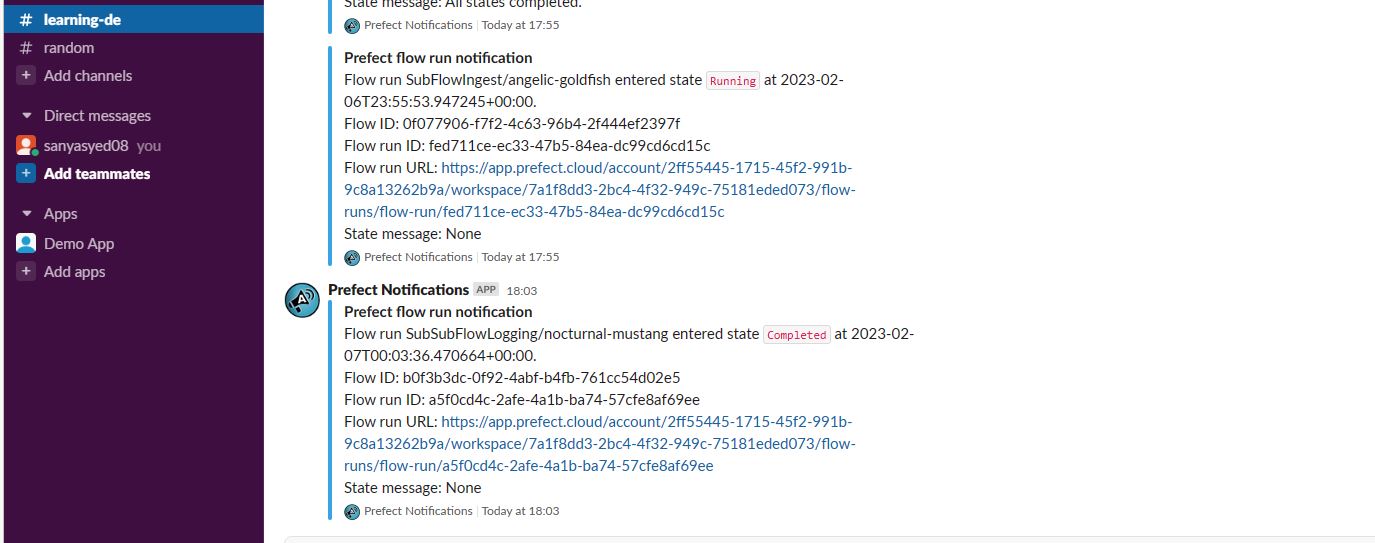 # learning-de
# random
+ Add channels
Direct messages
sanyasyed08 you
+ Add teammates
Apps
Demo App
+ Add apps
State message: All states completed.
Prefect Notifications | Today at 17:55
Prefect flow run notification
Flow run SubFlowIngest/angelic-goldfish entered state Running at 2023-02-
06T23:55:53.947245+00:00.
Flow ID: 0f077906-f7f2-4c63-96b4-2f444ef2397f
Flow run ID: fed711ce-ec33-47b5-84ea-dc99cd6cd15c
Flow run URL: https://app.prefect.cloud/account/2ff55445-1715-45f2-991b-
9c8a13262b9a/workspace/7a1f8dd3-2bc4-4f32-949c-75181eded073/flow-
runs/flow-run/fed711ce-ec33-47b5-84ea-dc99cd6cd15c
State message: None
Prefect Notifications | Today at 17:55
Prefect Notifications APP 18:03
Prefect flow run notification
Flow run SubSubFlowLogging/nocturnal-mustang entered state Completed at 2023-02-
07T00:03:36.470664+00:00.
Flow ID: b0f3b3dc-0f92-4abf-b4fb-761cc54d02e5
Flow run ID: a5f0cd4c-2afe-4a1b-ba74-57cfe8af69ee
Flow run URL: https://app.prefect.cloud/account/2ff55445-1715-45f2-991b-
9c8a13262b9a/workspace/7a1f8dd3-2bc4-4f32-949c-75181eded073/flow-
runs/flow-run/a5f0cd4c-2afe-4a1b-ba74-57cfe8af69ee
State message: None
Prefect Notifications | Today at 18:03